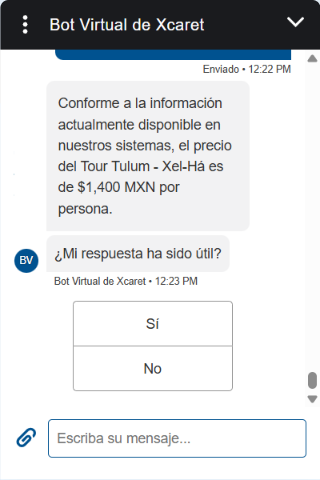 Bot Virtual de Xcaret
Enviado • 12:22 PM
Conforme a la información
actualmente disponible en
nuestros sistemas, el precio
del Tour Tulum - Xel-Há es
de $1,400 MXN por
persona.
¿Mi respuesta ha sido útil?
BV
Bot Virtual de Xcaret • 12:23 PM
Sí
No
Escriba su mensaje...